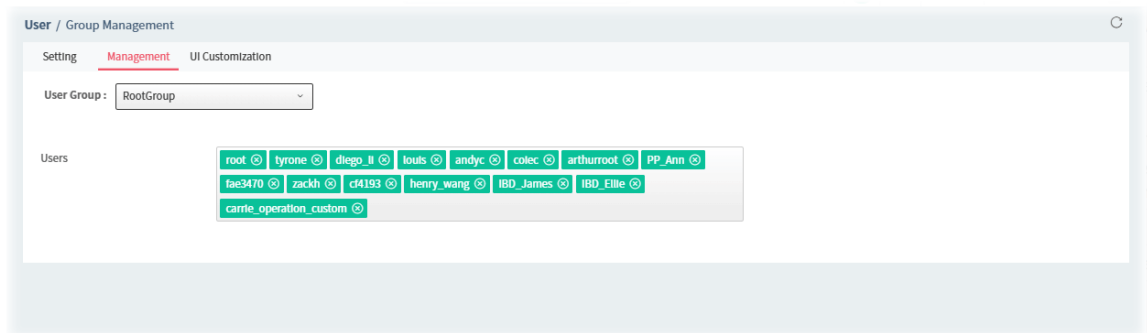 User / Group Management
Setting Management UI Customization
User Group : RootGroup
Users
root tyrone diego_li louis andyc colec arthurroot PP_Ann
fae3470 zackh cf4193 henry_wang IBD_James IBD_Ellie
carrie_operation_custom